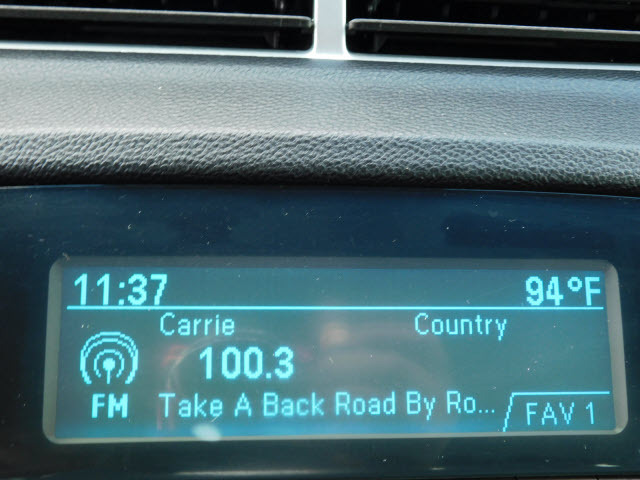 11:37 94°F
Carrie Country
100.3
FM Take A Back Road By Ro... FAV 1